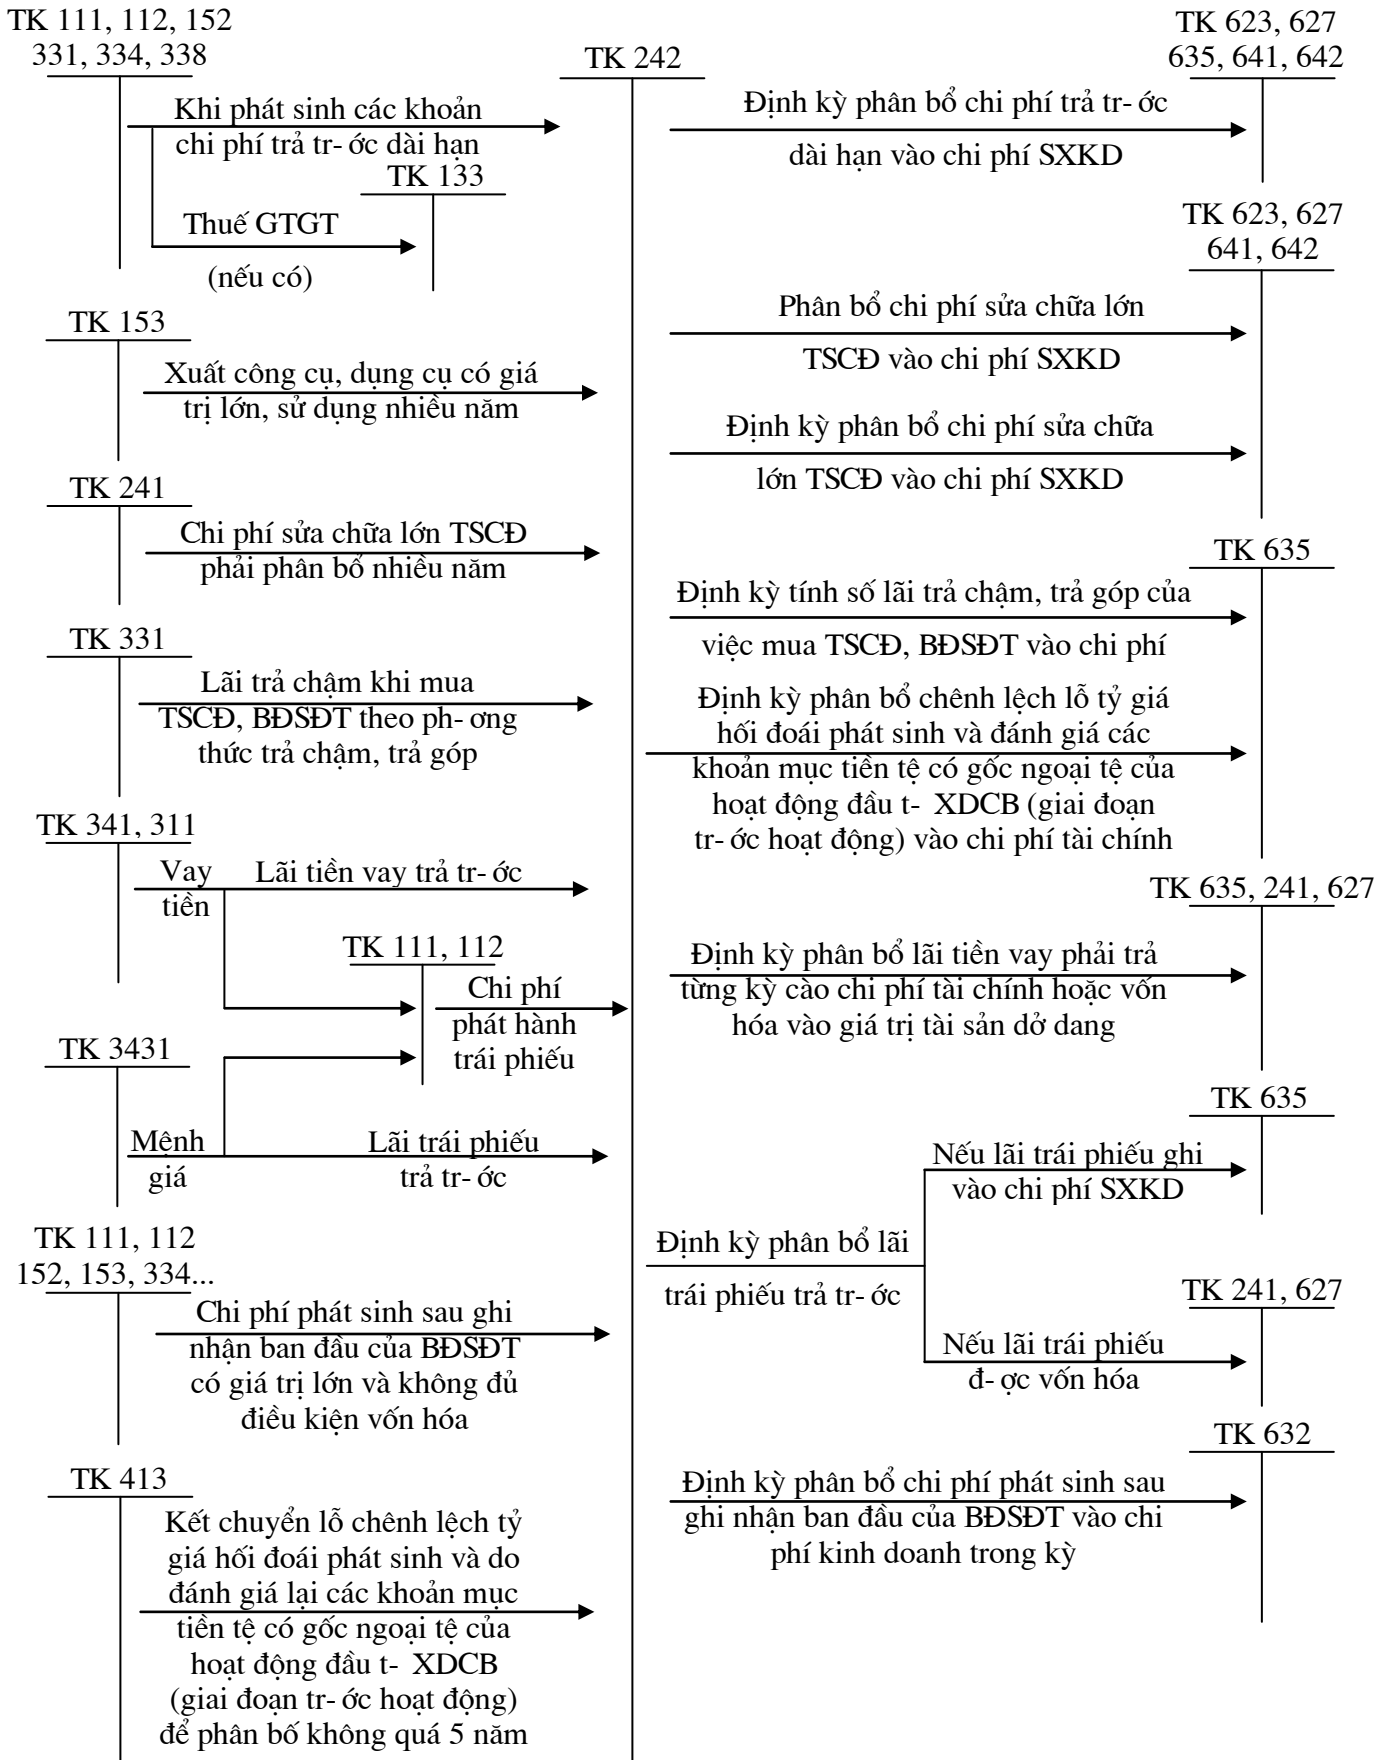 TK 111, 112, 152
331, 334, 338
TK 242
TK 623, 627
635, 641, 642
Khi phát sinh các khoản
chi phí trả tr- ớc dài hạn
Định kỳ phân bổ chi phí trả tr- ớc
dài hạn vào chi phí SXKD
TK 133
Thuế GTGT
(nếu có)
TK 623, 627
641, 642
TK 153
Xuất công cụ, dụng cụ có giá
trị lớn, sử dụng nhiều năm
Phân bổ chi phí sửa chữa lớn
TSCĐ vào chi phí SXKD
Định kỳ phân bổ chi phí sửa chữa
lớn TSCĐ vào chi phí SXKD
TK 241
Chi phí sửa chữa lớn TSCĐ
phải phân bổ nhiều năm
TK 635
Định kỳ tính số lãi trả chậm, trả góp của
việc mua TSCĐ, BĐSĐT vào chi phí
TK 331
Lãi trả chậm khi mua
TSCĐ, BĐSĐT theo ph- ơng
thức trả chậm, trả góp
Định kỳ phân bổ chênh lệch lỗ tỷ giá
hối đoái phát sinh và đánh giá các
khoản mục tiền tệ có gốc ngoại tệ của
hoạt động đầu t- XDCB (giai đoạn
tr- ớc hoạt động) vào chi phí tài chính
TK 341, 311
Vay
tiền
Lãi tiền vay trả tr- ớc
TK 111, 112
Chi phí
phát hành
trái phiếu
TK 635, 241, 627
Định kỳ phân bổ lãi tiền vay phải trả
từng kỳ cào chi phí tài chính hoặc vốn
hóa vào giá trị tài sản dở dang
TK 3431
Mệnh
giá
Lãi trái phiếu
trả tr- ớc
TK 635
Nếu lãi trái phiếu ghi
vào chi phí SXKD
Định kỳ phân bổ lãi
trái phiếu trả tr- ớc
TK 241, 627
Nếu lãi trái phiếu
đ- ợc vốn hóa
TK 111, 112
152, 153, 334...
Chi phí phát sinh sau ghi
nhận ban đầu của BĐSĐT
có giá trị lớn và không đủ
điều kiện vốn hóa
TK 632
Định kỳ phân bổ chi phí phát sinh sau
ghi nhận ban đầu của BĐSĐT vào chi
phí kinh doanh trong kỳ
TK 413
Kết chuyển lỗ chênh lệch tỷ
giá hối đoái phát sinh và do
đánh giá lại các khoản mục
tiền tệ có gốc ngoại tệ của
hoạt động đầu t- XDCB
(giai đoạn tr- ớc hoạt động)
để phân bố không quá 5 năm